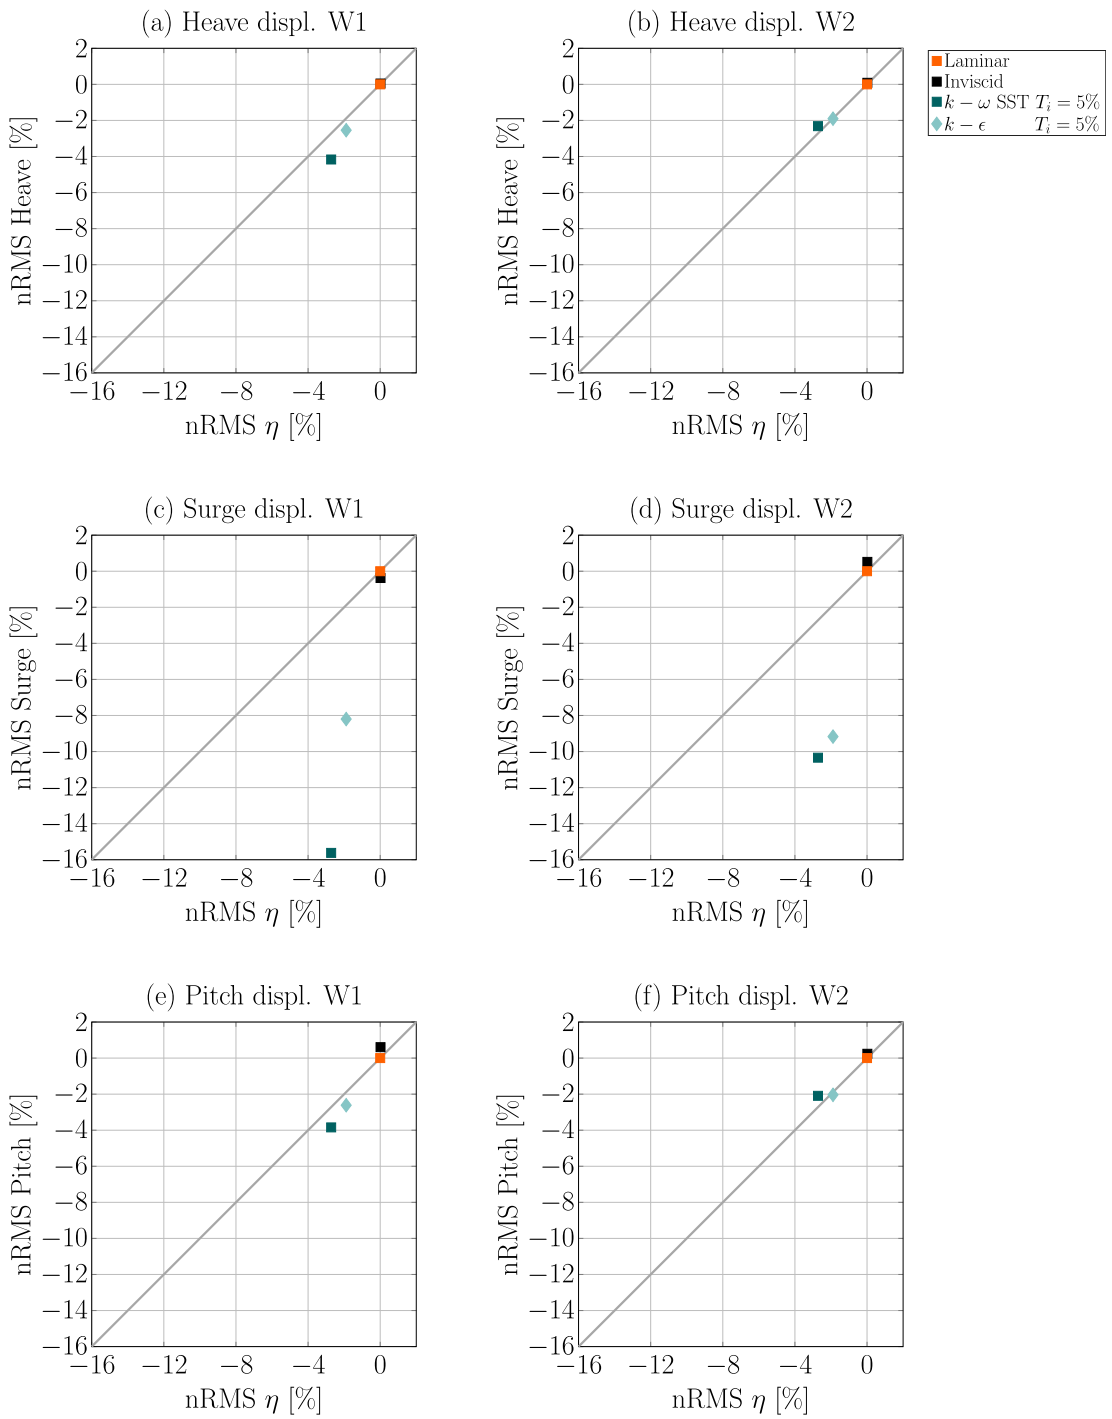 (a) Heave displ. W1
2
0
−2
−4
−6
−8
−10
−12
−14
−16
nRMS Heave [%]
−16 −12 −8 −4 0
nRMS η [%]
(b) Heave displ. W2
2
0
−2
−4
−6
−8
−10
−12
−14
−16
nRMS Heave [%]
−16 −12 −8 −4 0
nRMS η [%]
Laminar
Inviscid
k − ω SST T_i = 5%
k − ϵ T_i = 5%
(c) Surge displ. W1
2
0
−2
−4
−6
−8
−10
−12
−14
−16
nRMS Surge [%]
−16 −12 −8 −4 0
nRMS η [%]
(d) Surge displ. W2
2
0
−2
−4
−6
−8
−10
−12
−14
−16
nRMS Surge [%]
−16 −12 −8 −4 0
nRMS η [%]
(e) Pitch displ. W1
2
0
−2
−4
−6
−8
−10
−12
−14
−16
nRMS Pitch [%]
−16 −12 −8 −4 0
nRMS η [%]
(f) Pitch displ. W2
2
0
−2
−4
−6
−8
−10
−12
−14
−16
nRMS Pitch [%]
−16 −12 −8 −4 0
nRMS η [%]